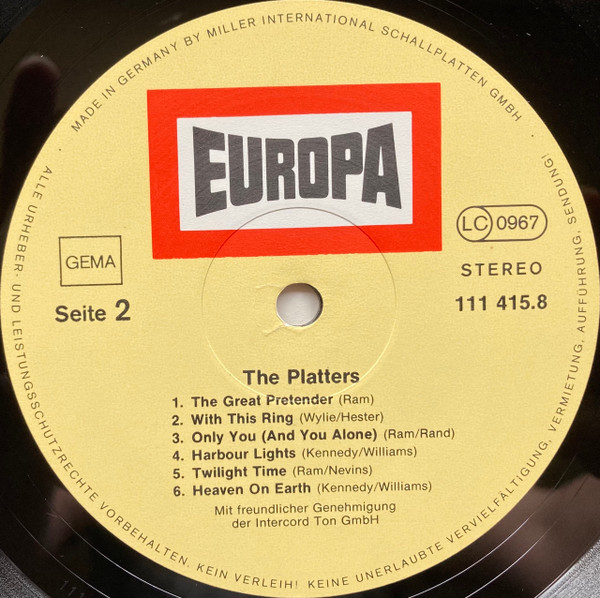 · MADE IN GERMANY BY MILLER INTERNATIONAL SCHALLPLATTEN GMBH ·
EUROPA
LC 0967
GEMA
STEREO
Seite 2
111 415.8
The Platters
1. The Great Pretender (Ram)
2. With This Ring (Wylie/Hester)
3. Only You (And You Alone) (Ram/Rand)
4. Harbour Lights (Kennedy/Williams)
5. Twilight Time (Ram/Nevins)
6. Heaven On Earth (Kennedy/Williams)
Mit freundlicher Genehmigung
der Intercord Ton GmbH
ALLE URHEBER- UND LEISTUNGSSCHUTZRECHTE VORBEHALTEN. KEIN VERLEIH! KEINE UNERLAUBTE VERVIELFÄLTIGUNG, VERMIETUNG, AUFFÜHRUNG, SENDUNG!